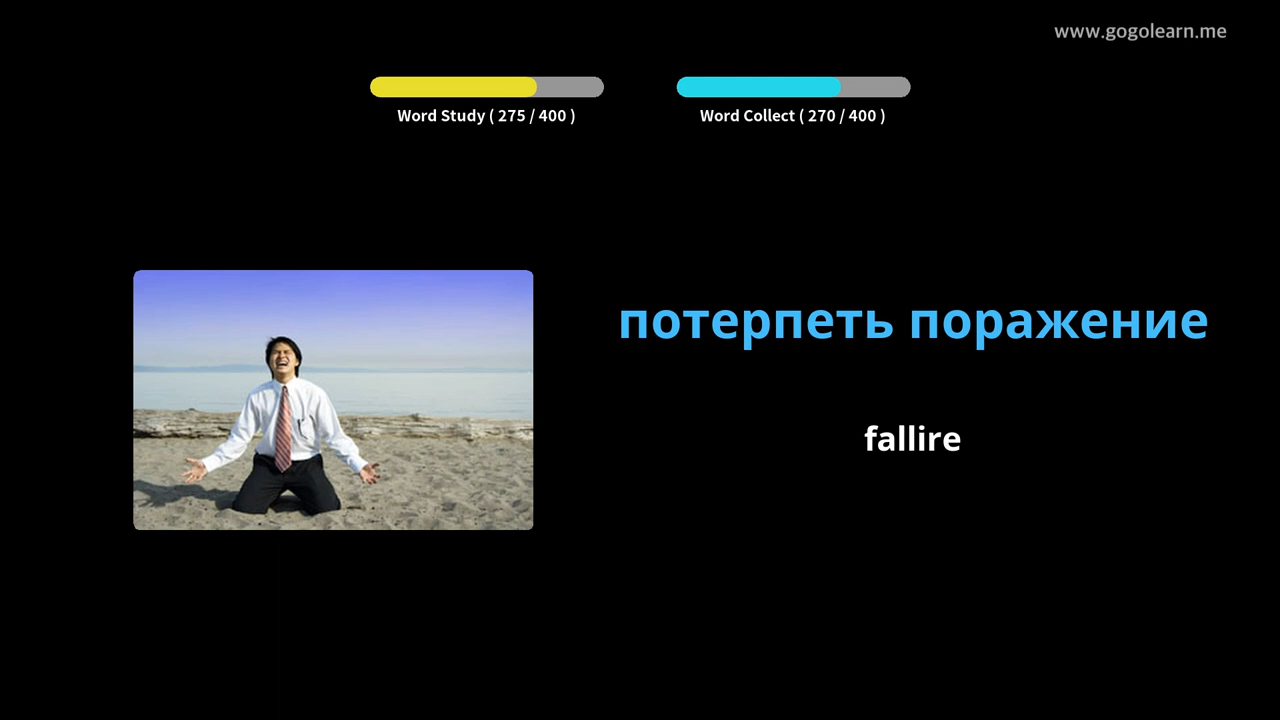 www.gogolearn.me
Word Study ( 275 / 400 )
Word Collect ( 270 / 400 )
потерпеть поражение
fallire